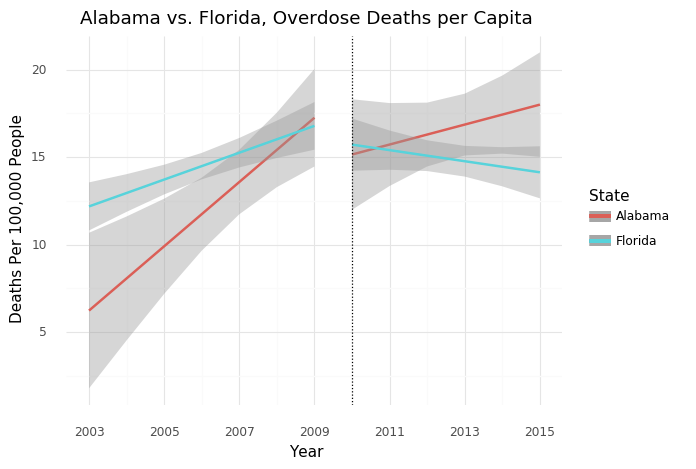 Alabama vs. Florida, Overdose Deaths per Capita
Deaths Per 100,000 People
20
15
10
5
2003
2005
2007
2009
2011
2013
2015
Year
State
Alabama
Florida